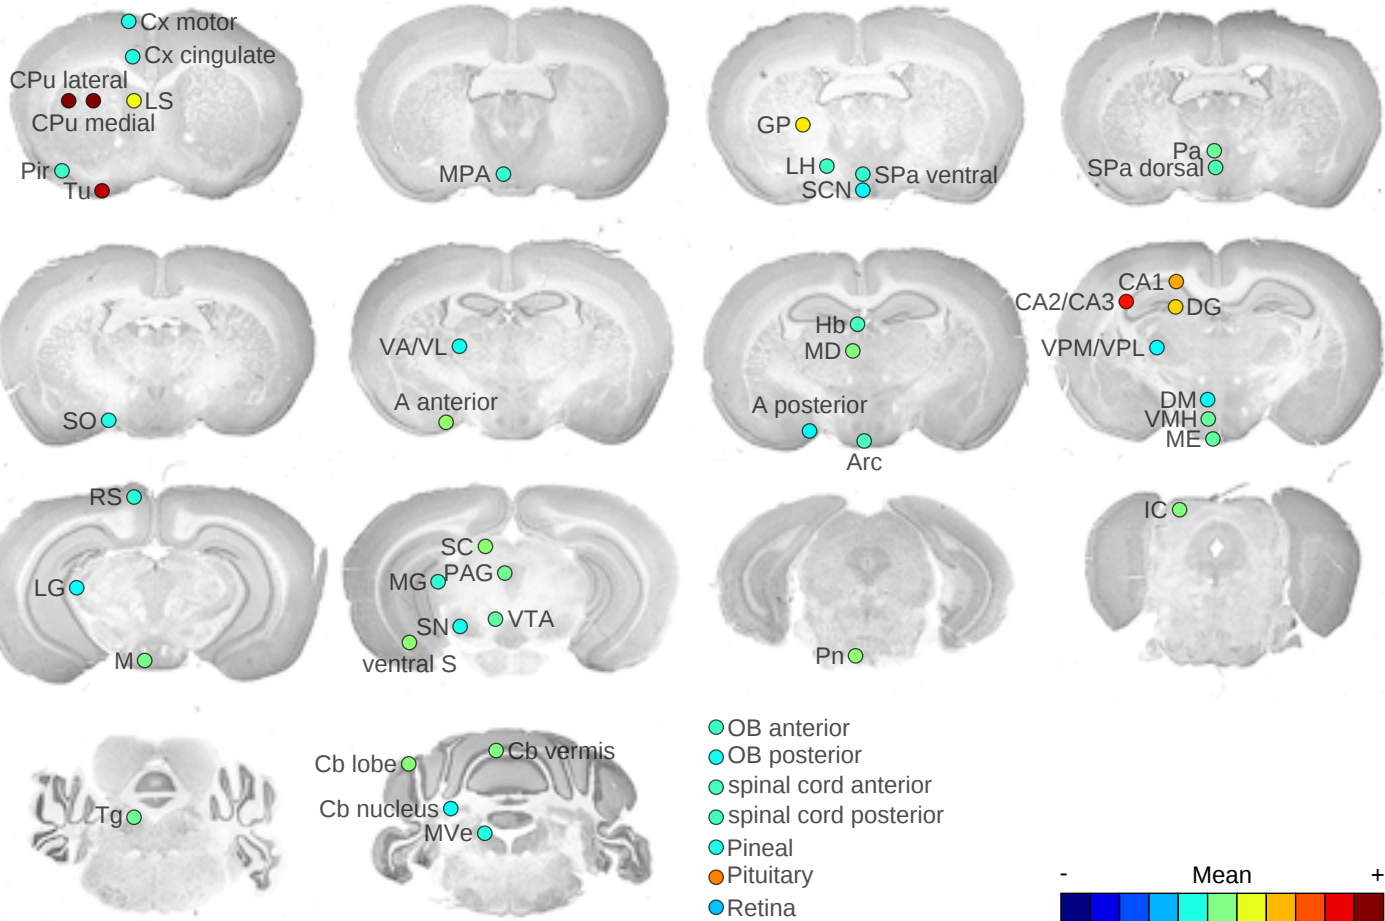 Cx motor
Cx cingulate
CPu lateral
LS
CPu medial
Pir
Tu
MPA
GP
LH
SPa ventral
SCN
Pa
SPa dorsal
SO
VA/VL
A anterior
Hb
MD
A posterior
Arc
CA1
CA2/CA3
DG
VPM/VPL
DM
VMH
ME
RS
LG
M
SC
MG
PAG
SN
VTA
ventral S
Pn
IC
Tg
Cb lobe
Cb vermis
Cb nucleus
MVe
OB anterior
OB posterior
spinal cord anterior
spinal cord posterior
Pineal
Pituitary
Retina
- Mean +